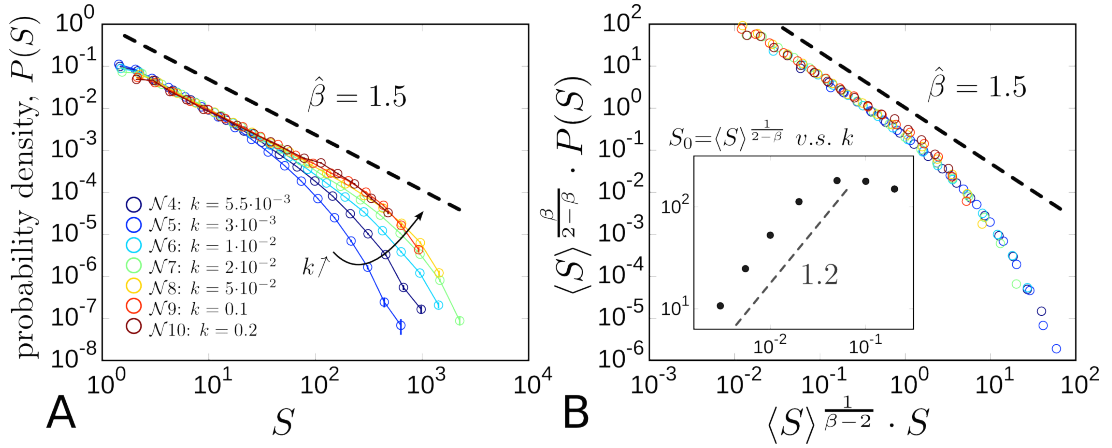 10^0
10^-1
10^-2
10^-3
10^-4
10^-5
10^-6
10^-7
10^-8
probability density, P(S)
β̂ = 1.5
𝒩4: k = 5.5·10^-3
𝒩5: k = 3·10^-3
𝒩6: k = 1·10^-2
𝒩7: k = 2·10^-2
𝒩8: k = 5·10^-2
𝒩9: k = 0.1
𝒩10: k = 0.2
k↗
10^0 10^1 10^2 10^3 10^4
A
S
10^2
10^1
10^0
10^-1
10^-2
10^-3
10^-4
10^-5
10^-6
⟨S⟩^(β/(2−β)) · P(S)
β̂ = 1.5
S_0=⟨S⟩^(1/(2−β)) v.s. k
10^2
10^1
1.2
10^-2 10^-1
10^-3 10^-2 10^-1 10^0 10^1 10^2
B
⟨S⟩^(1/(β−2)) · S